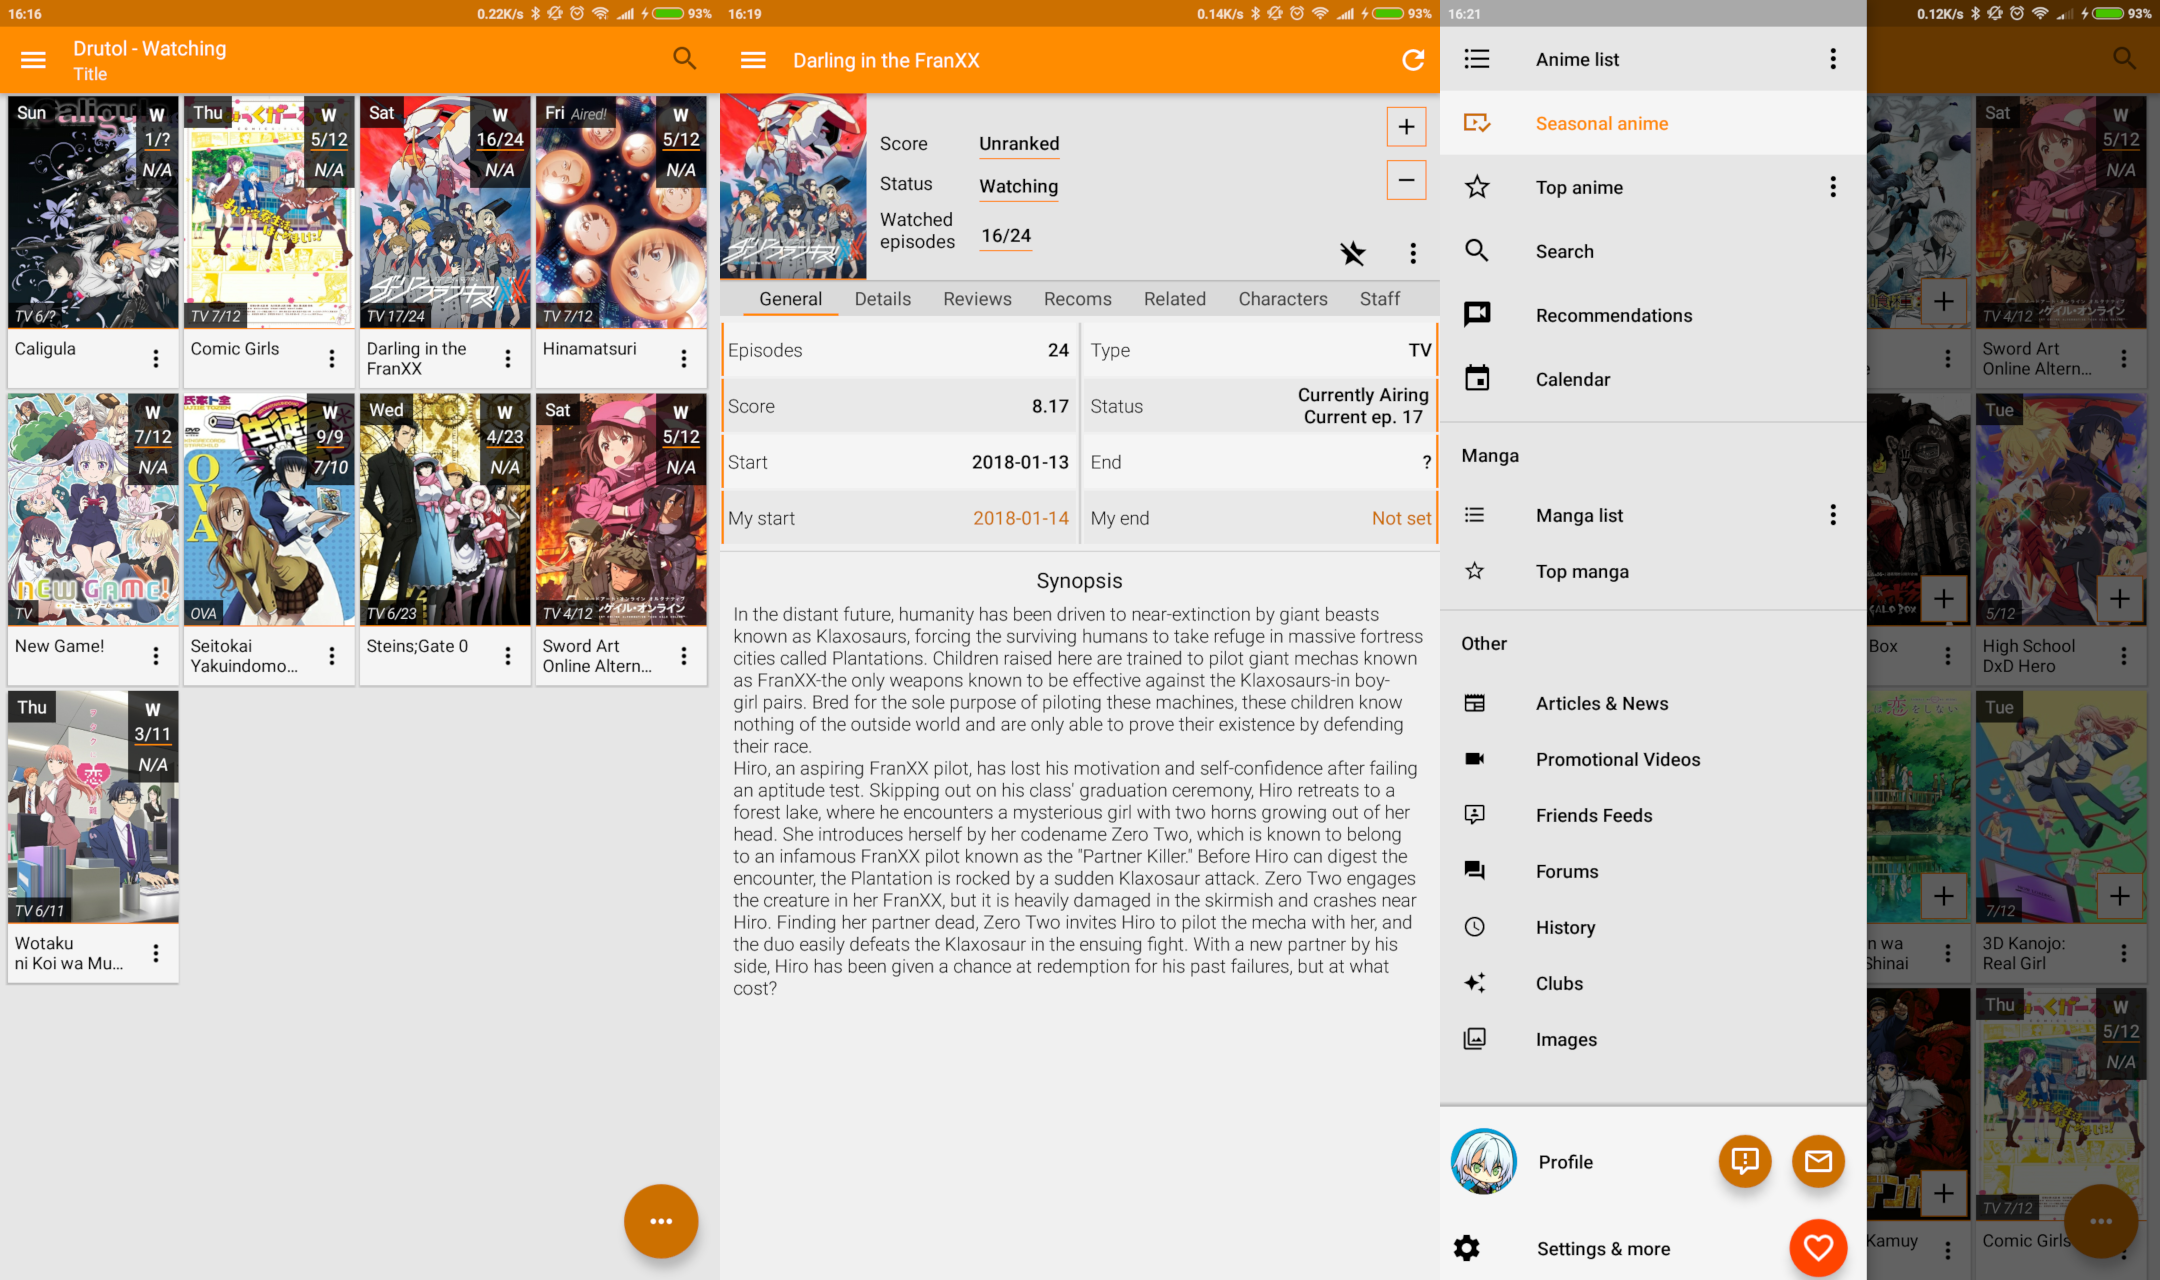 16:16
0.22K/s
93%
Drutol - Watching
Title
Sun
W
1/?
N/A
TV 6/?
Caligula
Thu
W
5/12
N/A
TV 7/12
Comic Girls
Sat
W
16/24
N/A
TV 17/24
Darling in the
FranXX
Fri Aired!
W
5/12
N/A
TV 7/12
Hinamatsuri
W
7/12
N/A
NEW GAME!
TV
New Game!
W
9/9
7/10
OVA
OVA
Seitokai
Yakuindomo...
Wed
W
4/23
N/A
TV 6/23
Steins;Gate 0
Sat
W
5/12
N/A
TV 4/12
Sword Art
Online Altern...
Thu
W
3/11
N/A
TV 6/11
Wotaku
ni Koi wa Mu...
16:19
0.14K/s
93%
Darling in the FranXX
Score
Unranked
Status
Watching
Watched
episodes
16/24
General
Details
Reviews
Recoms
Related
Characters
Staff
Episodes
24
Type
TV
Score
8.17
Status
Currently Airing
Current ep. 17
Start
2018-01-13
End
?
My start
2018-01-14
My end
Not set
Synopsis
In the distant future, humanity has been driven to near-extinction by giant beasts
known as Klaxosaurs, forcing the surviving humans to take refuge in massive fortress
cities called Plantations. Children raised here are trained to pilot giant mechas known
as FranXX-the only weapons known to be effective against the Klaxosaurs-in boy-
girl pairs. Bred for the sole purpose of piloting these machines, these children know
nothing of the outside world and are only able to prove their existence by defending
their race.
Hiro, an aspiring FranXX pilot, has lost his motivation and self-confidence after failing
an aptitude test. Skipping out on his class' graduation ceremony, Hiro retreats to a
forest lake, where he encounters a mysterious girl with two horns growing out of her
head. She introduces herself by her codename Zero Two, which is known to belong
to an infamous FranXX pilot known as the "Partner Killer." Before Hiro can digest the
encounter, the Plantation is rocked by a sudden Klaxosaur attack. Zero Two engages
the creature in her FranXX, but it is heavily damaged in the skirmish and crashes near
Hiro. Finding her partner dead, Zero Two invites Hiro to pilot the mecha with her, and
the duo easily defeats the Klaxosaur in the ensuing fight. With a new partner by his
side, Hiro has been given a chance at redemption for his past failures, but at what
cost?
16:21
0.12K/s
93%
Anime list
Seasonal anime
Top anime
Search
Recommendations
Calendar
Manga
Manga list
Top manga
Other
Articles & News
Promotional Videos
Friends Feeds
Forums
History
Clubs
Images
Profile
Settings & more
Sat
W
5/12
N/A
TV 4/12
Sword Art
Online Altern...
Box
Tue
5/12
High School
DxD Hero
n wa
Shinai
Tue
7/12
3D Kanojo:
Real Girl
Kamuy
Thu
W
5/12
N/A
TV 7/12
Comic Girls